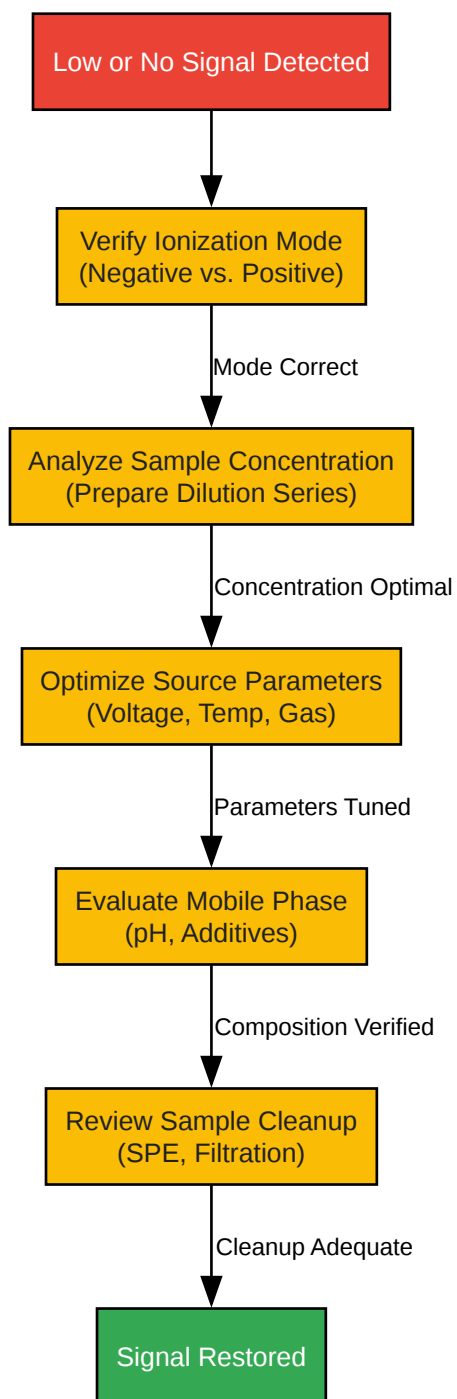 Low or No Signal Detected
Verify Ionization Mode
(Negative vs. Positive)
Mode Correct
Analyze Sample Concentration
(Prepare Dilution Series)
Concentration Optimal
Optimize Source Parameters
(Voltage, Temp, Gas)
Parameters Tuned
Evaluate Mobile Phase
(pH, Additives)
Composition Verified
Review Sample Cleanup
(SPE, Filtration)
Cleanup Adequate
Signal Restored